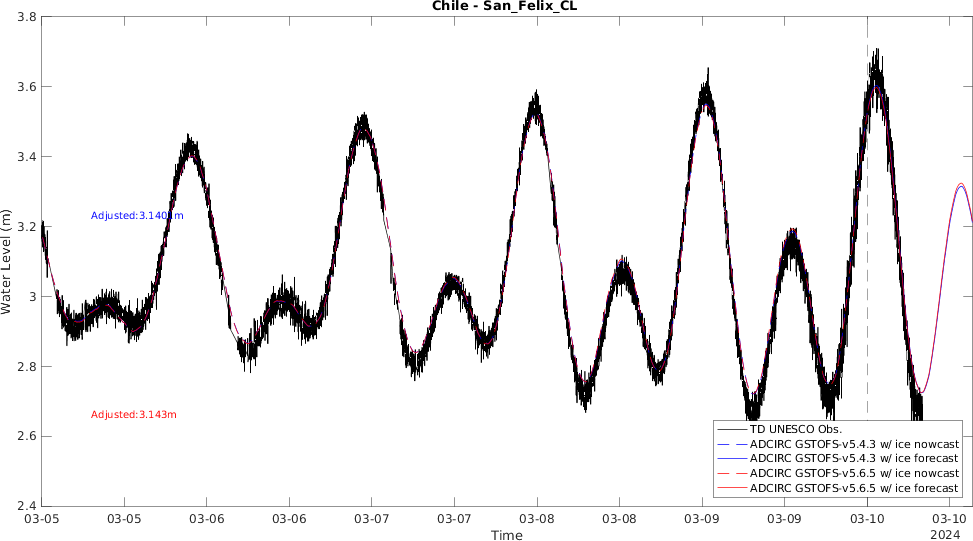 Chile - San_Felix_CL
3.8
3.6
3.4
3.2
3
2.8
2.6
2.4
Water Level (m)
Adjusted:3.1401m
Adjusted:3.143m
TD UNESCO Obs.
ADCIRC GSTOFS-v5.4.3 w/ ice nowcast
ADCIRC GSTOFS-v5.4.3 w/ ice forecast
ADCIRC GSTOFS-v5.6.5 w/ ice nowcast
ADCIRC GSTOFS-v5.6.5 w/ ice forecast
03-05 03-05 03-06 03-06 03-07 03-07 03-08 03-08 03-09 03-09 03-10 03-10
2024
Time